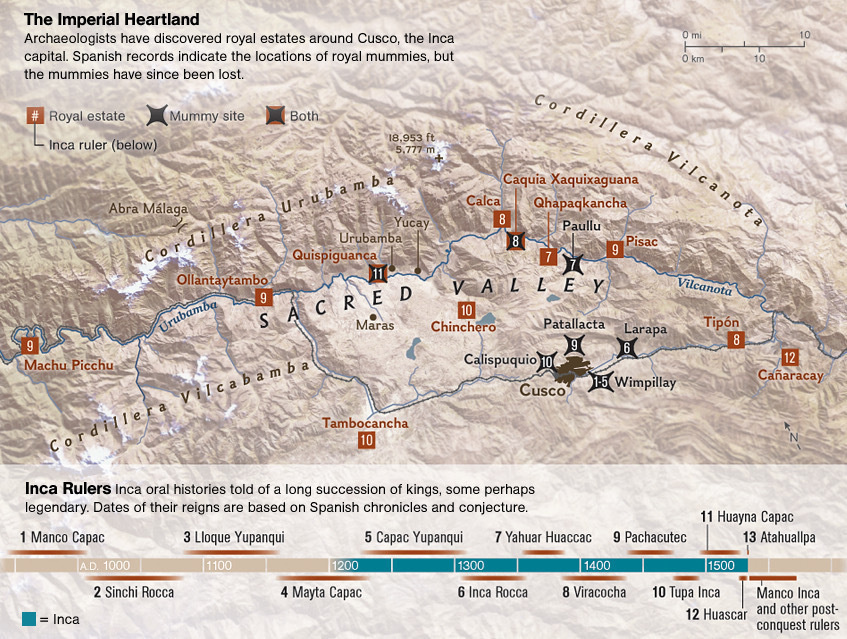 The Imperial Heartland
Archaeologists have discovered royal estates around Cusco, the Inca
capital. Spanish records indicate the locations of royal mummies, but
the mummies have since been lost.
0 mi 10
0 km 10
# Royal estate Mummy site Both
Inca ruler (below)
Cordillera Vilcanota
18,953 ft
5,777 m
Cordillera Urubamba
Abra Málaga
Caquia Xaquixaguana
8
Calca
8
Qhapaqkancha
7
Paullu
7
Pisac
9
Yucay
Urubamba
Quispiguanca
11
Ollantaytambo
9
Urubamba
SACRED VALLEY
Vilcanota
Maras
10
Chinchero
Machu Picchu
9
Patallacta
9
Larapa
6
Tipón
8
Calispuquio
10
Cusco
1-5
Wimpillay
12
Cañaracay
Cordillera Vilcabamba
Tambocancha
10
N
Inca Rulers Inca oral histories told of a long succession of kings, some perhaps
legendary. Dates of their reigns are based on Spanish chronicles and conjecture.
11 Huayna Capac
1 Manco Capac 3 Lloque Yupanqui 5 Capac Yupanqui 7 Yahuar Huaccac 9 Pachacutec 13 Atahuallpa
A.D. 1000 1100 1200 1300 1400 1500
2 Sinchi Rocca 4 Mayta Capac 6 Inca Rocca 8 Viracocha 10 Tupa Inca
12 Huascar
Manco Inca
and other post-
conquest rulers
= Inca